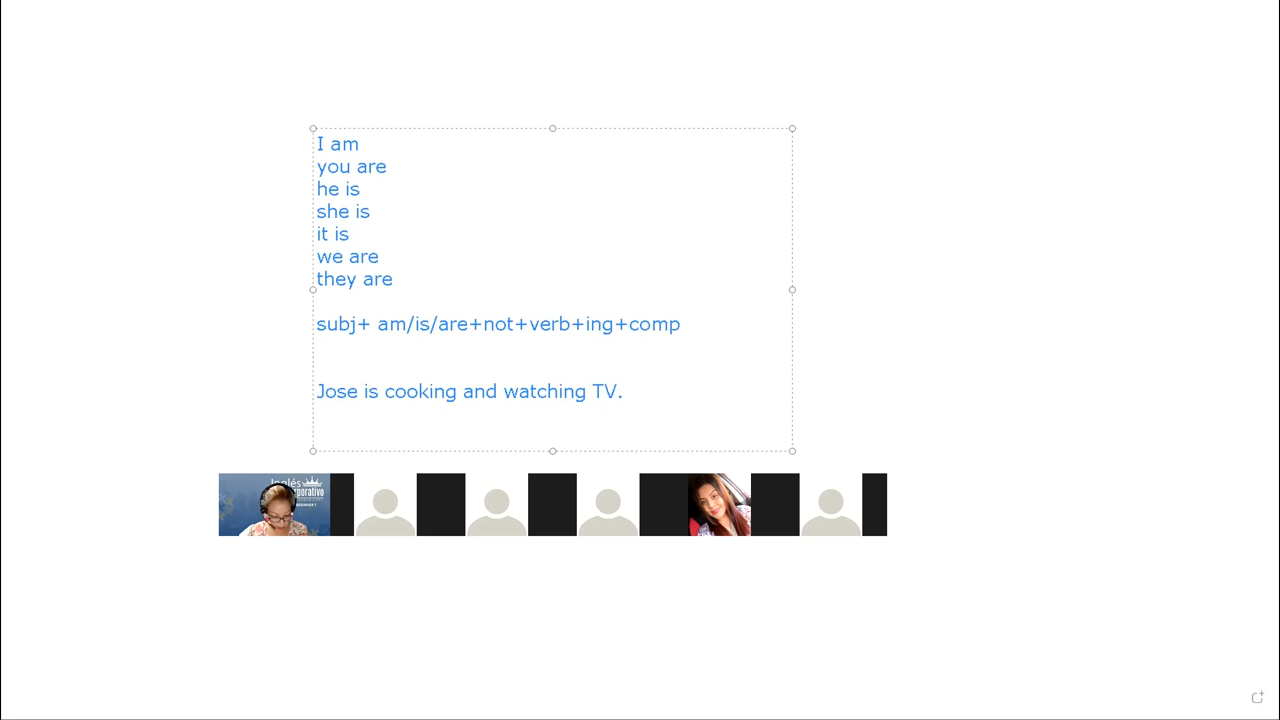 I am
you are
he is
she is
it is
we are
they are
subj+ am/is/are+not+verb+ing+comp
Jose is cooking and watching TV.
Inglés